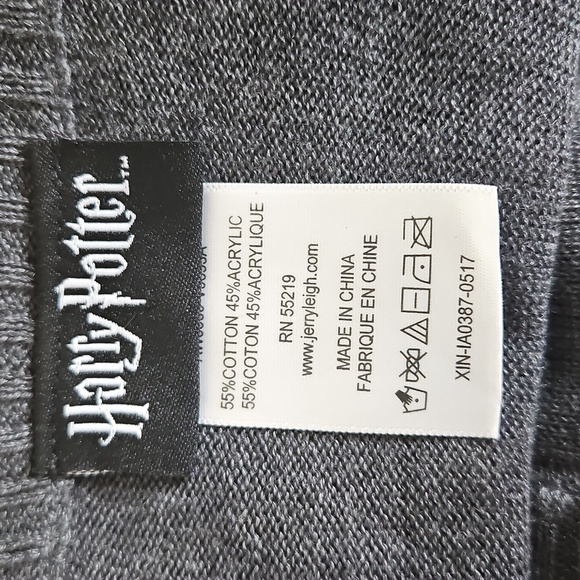 Harry Potter
55%COTTON 45%ACRYLIC
55%COTON 45%ACRYLIQUE
RN 55219
www.jerryleigh.com
MADE IN CHINA
FABRIQUE EN CHINE
XIN-IA0387-0517